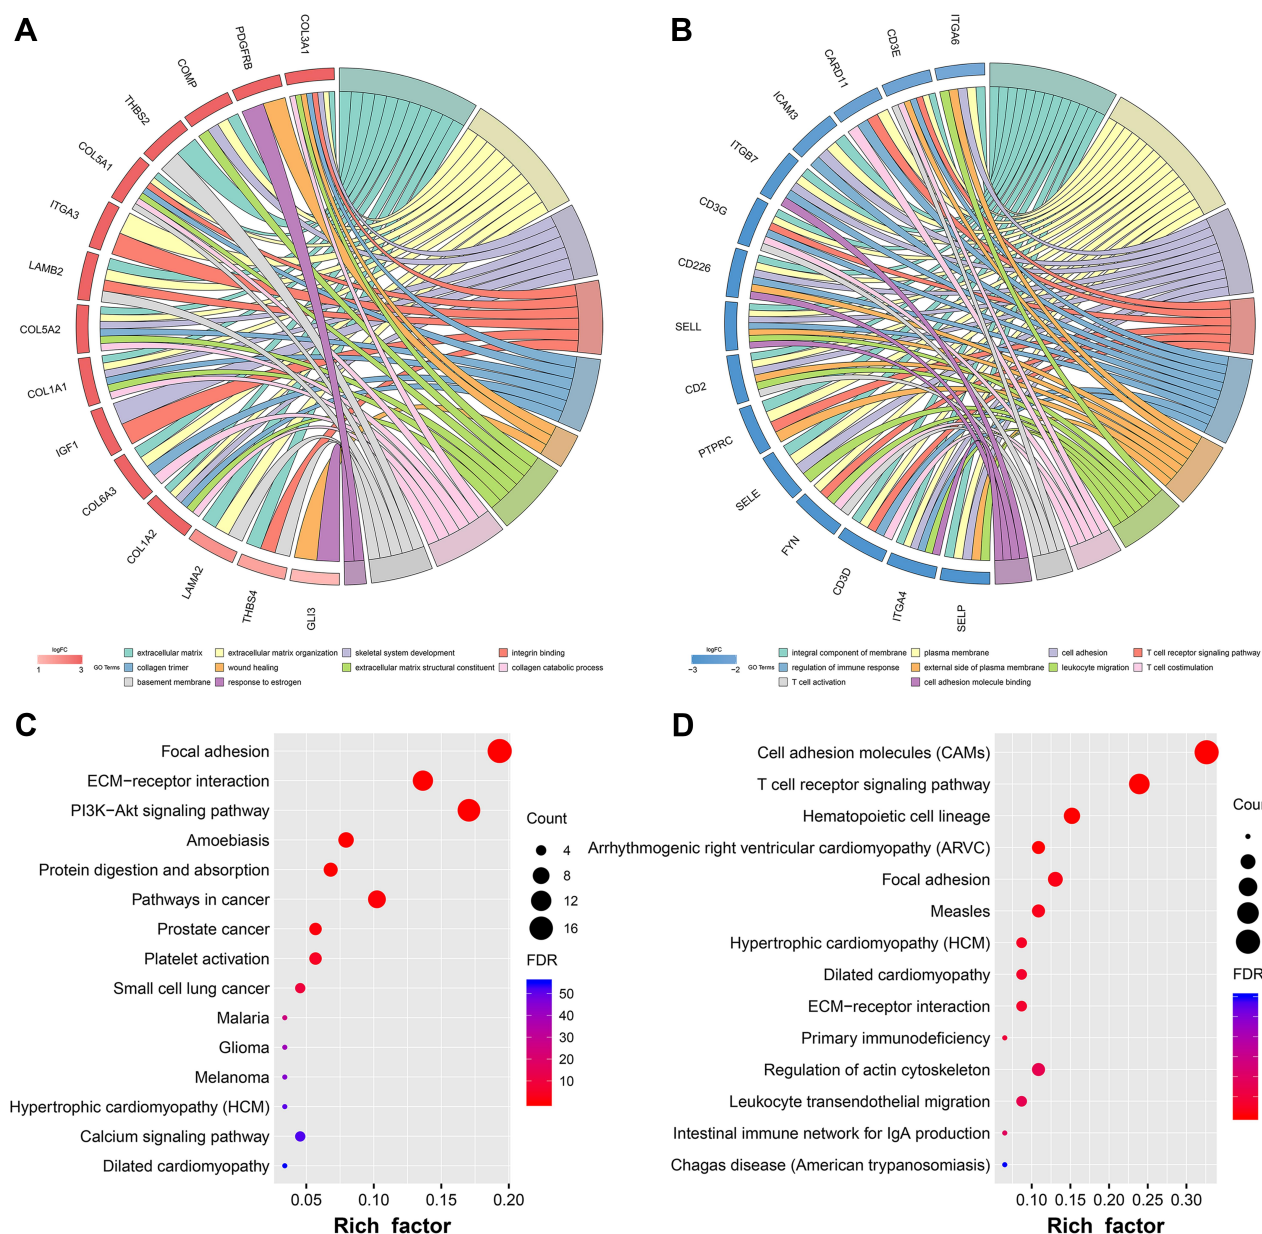 A
COL3A1
PDGFRB
COMP
THBS2
COL5A1
ITGA3
LAMB2
COL5A2
COL1A1
IGF1
COL6A3
COL1A2
LAMA2
THBS4
GLI3
logFC
1 3
GO Terms
extracellular matrix
extracellular matrix organization
skeletal system development
integrin binding
collagen trimer
wound healing
extracellular matrix structural constituent
collagen catabolic process
basement membrane
response to estrogen
B
ITGA6
CD3E
CARD11
ICAM3
ITGB7
CD3G
CD226
SELL
CD2
PTPRC
SELE
FYN
CD3D
ITGA4
SELP
logFC
−3 −2
GO Terms
integral component of membrane
plasma membrane
cell adhesion
T cell receptor signaling pathway
regulation of immune response
external side of plasma membrane
leukocyte migration
T cell costimulation
T cell activation
cell adhesion molecule binding
C
Focal adhesion
ECM−receptor interaction
PI3K−Akt signaling pathway
Amoebiasis
Protein digestion and absorption
Pathways in cancer
Prostate cancer
Platelet activation
Small cell lung cancer
Malaria
Glioma
Melanoma
Hypertrophic cardiomyopathy (HCM)
Calcium signaling pathway
Dilated cardiomyopathy
0.05 0.10 0.15 0.20
Rich factor
Count
4
8
12
16
FDR
50
40
30
20
10
D
Cell adhesion molecules (CAMs)
T cell receptor signaling pathway
Hematopoietic cell lineage
Arrhythmogenic right ventricular cardiomyopathy (ARVC)
Focal adhesion
Measles
Hypertrophic cardiomyopathy (HCM)
Dilated cardiomyopathy
ECM−receptor interaction
Primary immunodeficiency
Regulation of actin cytoskeleton
Leukocyte transendothelial migration
Intestinal immune network for IgA production
Chagas disease (American trypanosomiasis)
0.10 0.15 0.20 0.25 0.30
Rich factor
FDR